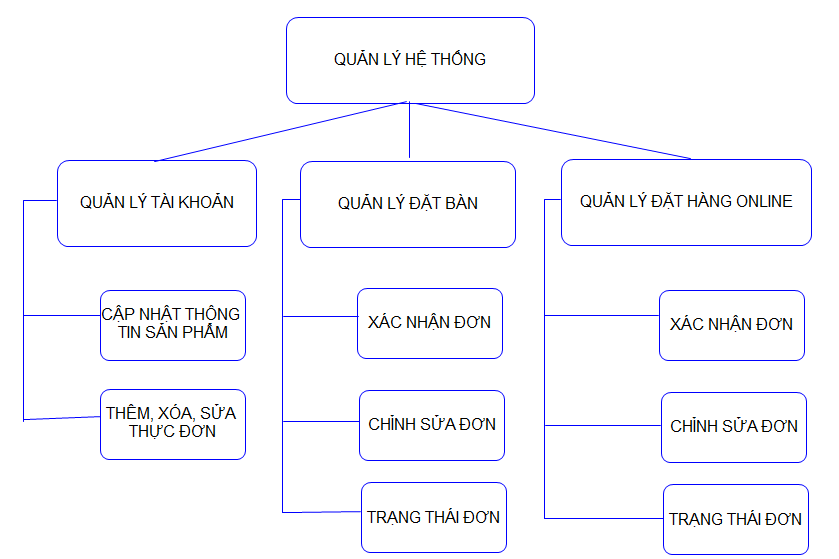 QUẢN LÝ HỆ THỐNG
QUẢN LÝ TÀI KHOẢN
QUẢN LÝ ĐẶT BÀN
QUẢN LÝ ĐẶT HÀNG ONLINE
CẬP NHẬT THÔNG
TIN SẢN PHẨM
THÊM, XÓA, SỬA
THỰC ĐƠN
XÁC NHẬN ĐƠN
CHỈNH SỬA ĐƠN
TRẠNG THÁI ĐƠN
XÁC NHẬN ĐƠN
CHỈNH SỬA ĐƠN
TRẠNG THÁI ĐƠN